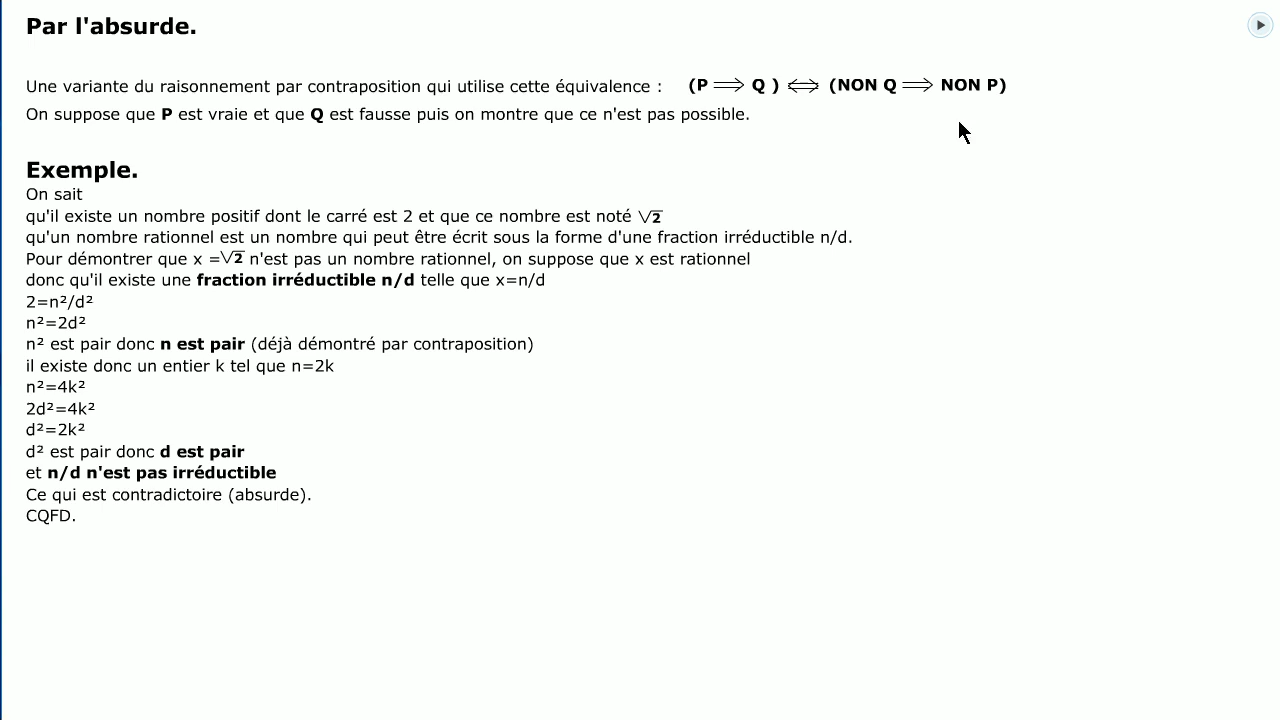 Par l'absurde.
Une variante du raisonnement par contraposition qui utilise cette équivalence : (P ⟹ Q ) ⟺ (NON Q ⟹ NON P)
On suppose que P est vraie et que Q est fausse puis on montre que ce n'est pas possible.
Exemple.
On sait
qu'il existe un nombre positif dont le carré est 2 et que ce nombre est noté √2
qu'un nombre rationnel est un nombre qui peut être écrit sous la forme d'une fraction irréductible n/d.
Pour démontrer que x =√2 n'est pas un nombre rationnel, on suppose que x est rationnel
donc qu'il existe une fraction irréductible n/d telle que x=n/d
2=n²/d²
n²=2d²
n² est pair donc n est pair (déjà démontré par contraposition)
il existe donc un entier k tel que n=2k
n²=4k²
2d²=4k²
d²=2k²
d² est pair donc d est pair
et n/d n'est pas irréductible
Ce qui est contradictoire (absurde).
CQFD.